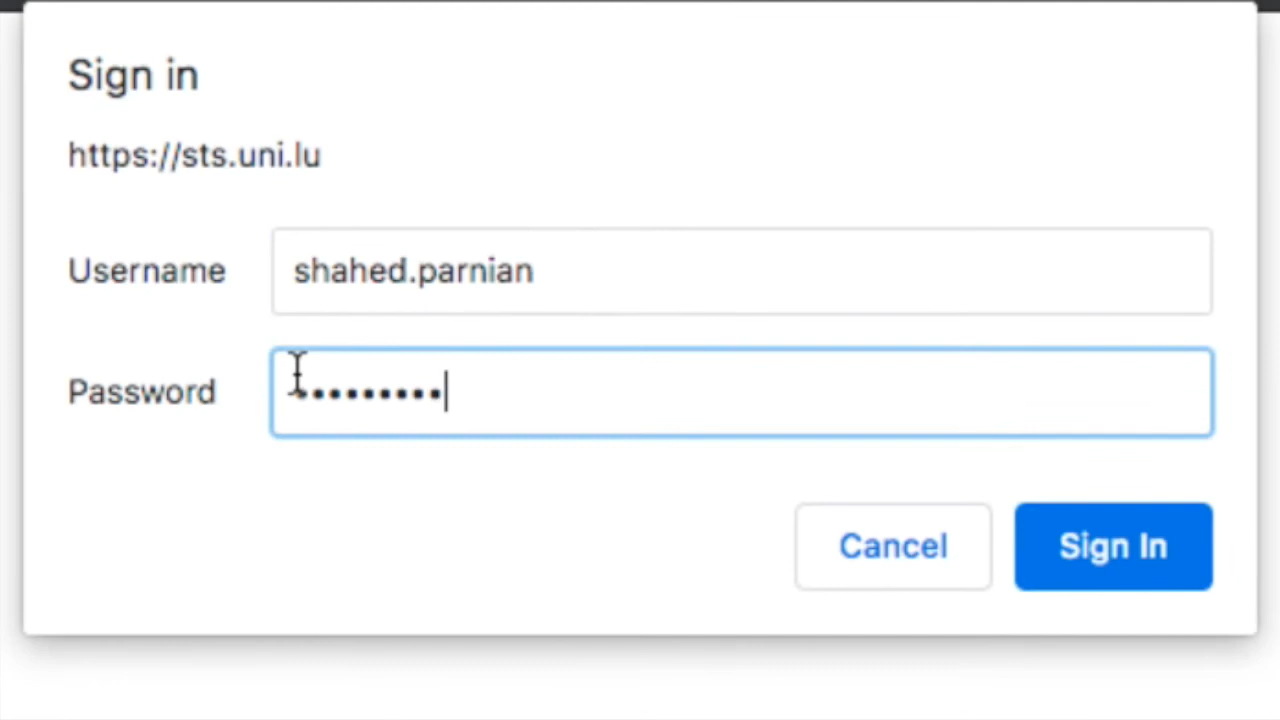 Sign in
https://sts.uni.lu
Username shahed.parnian
Password
Cancel Sign In